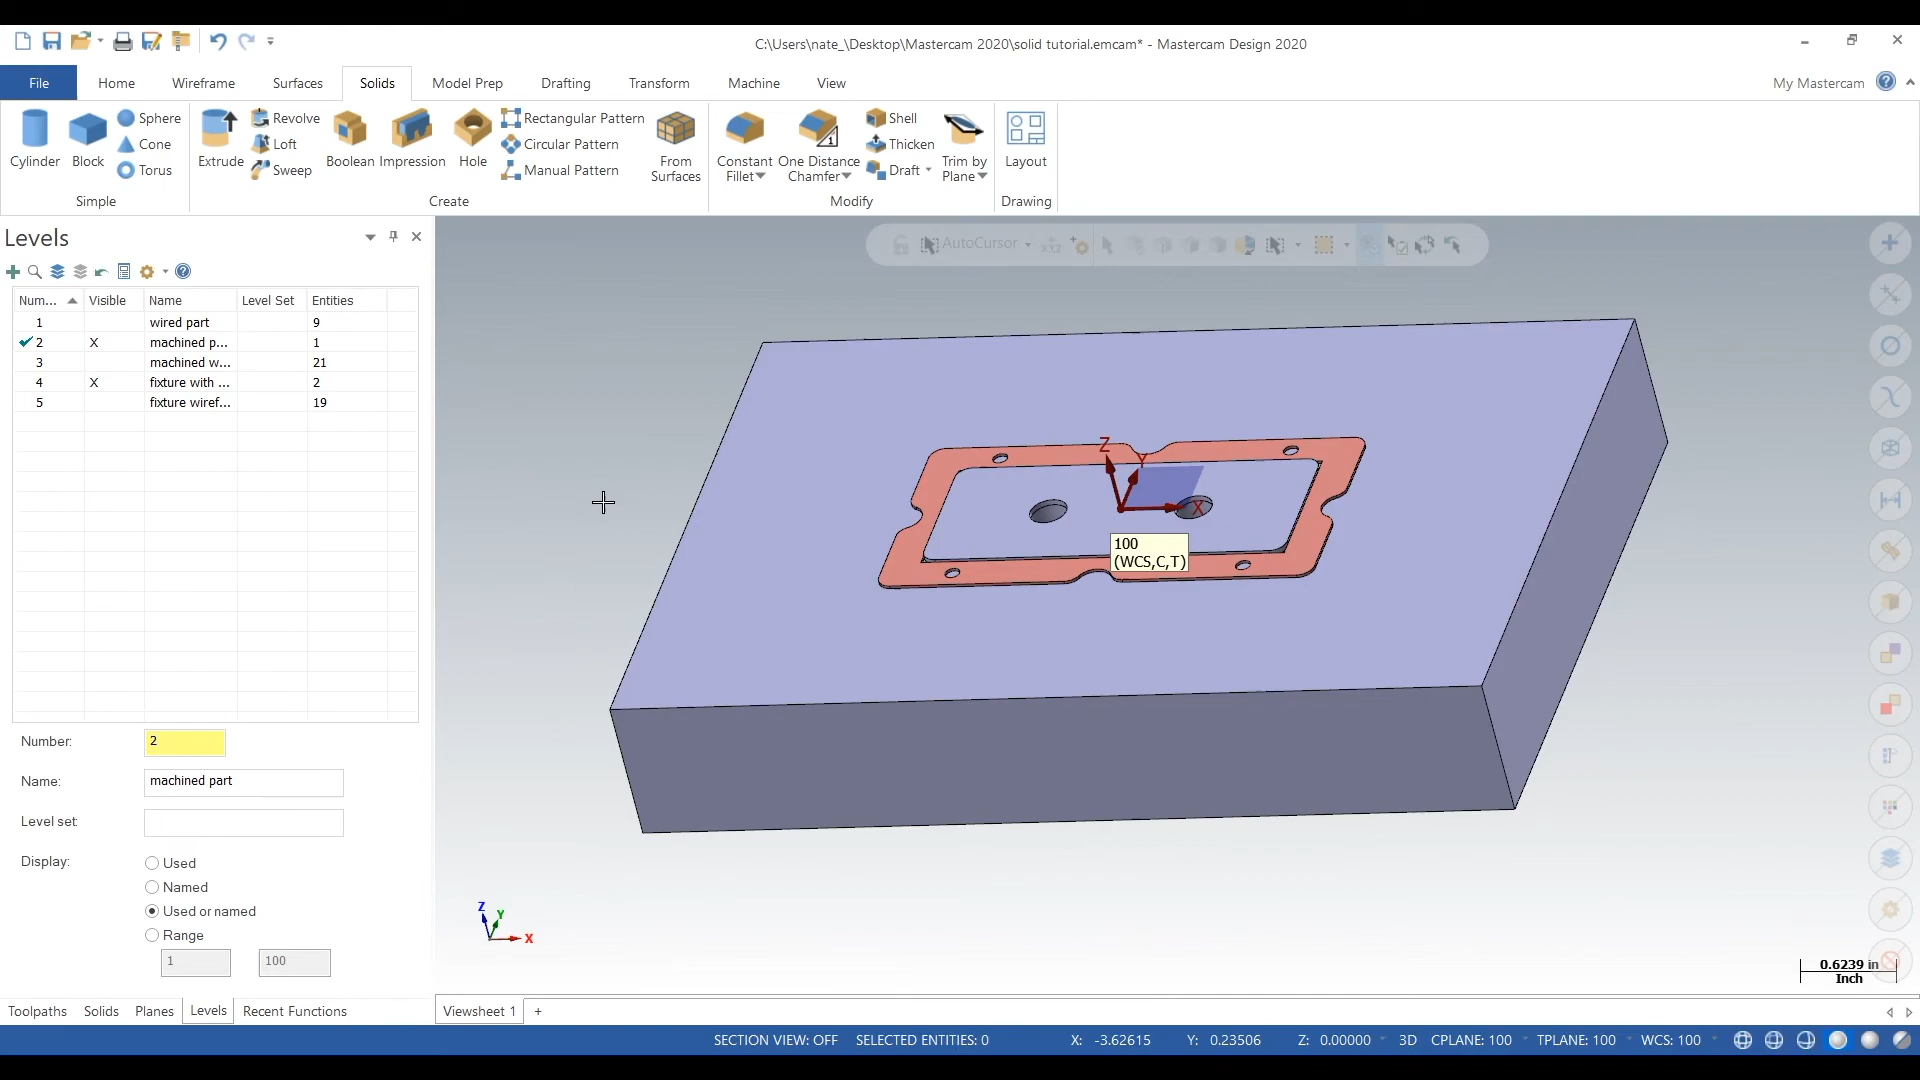 C:\Users\nate_\Desktop\Mastercam 2020\solid tutorial.emcam* - Mastercam Design 2020
File Home Wireframe Surfaces Solids Model Prep Drafting Transform Machine View My Mastercam
Cylinder Block Sphere Cone Torus
Simple
Extrude Revolve Loft Sweep Boolean Impression Hole Rectangular Pattern Circular Pattern Manual Pattern From Surfaces
Create
Constant Fillet One Distance Chamfer Shell Thicken Draft Trim by Plane
Modify
Layout
Drawing
Levels
Num... Visible Name Level Set Entities
1 wired part 9
2 X machined p... 1
3 machined w... 21
4 X fixture with ... 2
5 fixture wiref... 19
Number: 2
Name: machined part
Level set:
Display: Used
Named
Used or named
Range
1 100
Toolpaths Solids Planes Levels Recent Functions
AutoCursor
Z
Y
X
100
(WCS,C,T)
Z
Y
X
0.6239 in
Inch
Viewsheet 1 +
SECTION VIEW: OFF SELECTED ENTITIES: 0 X: -3.62615 Y: 0.23506 Z: 0.00000 3D CPLANE: 100 TPLANE: 100 WCS: 100